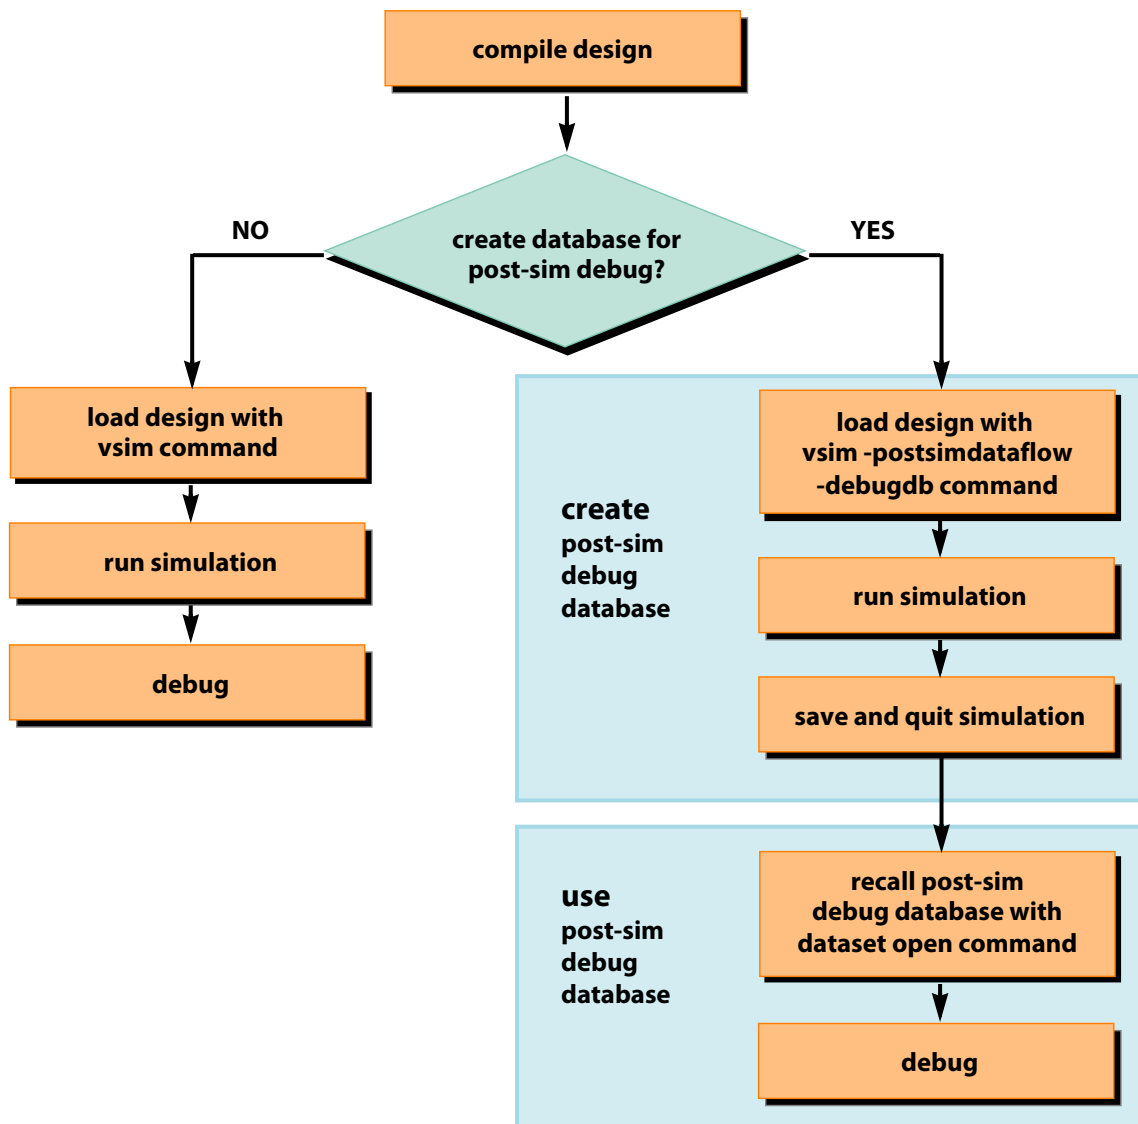 compile design
create database for
post-sim debug?
NO
YES
load design with
vsim command
run simulation
debug
create
post-sim
debug
database
load design with
vsim -postsimdataflow
-debugdb command
run simulation
save and quit simulation
use
post-sim
debug
database
recall post-sim
debug database with
dataset open command
debug